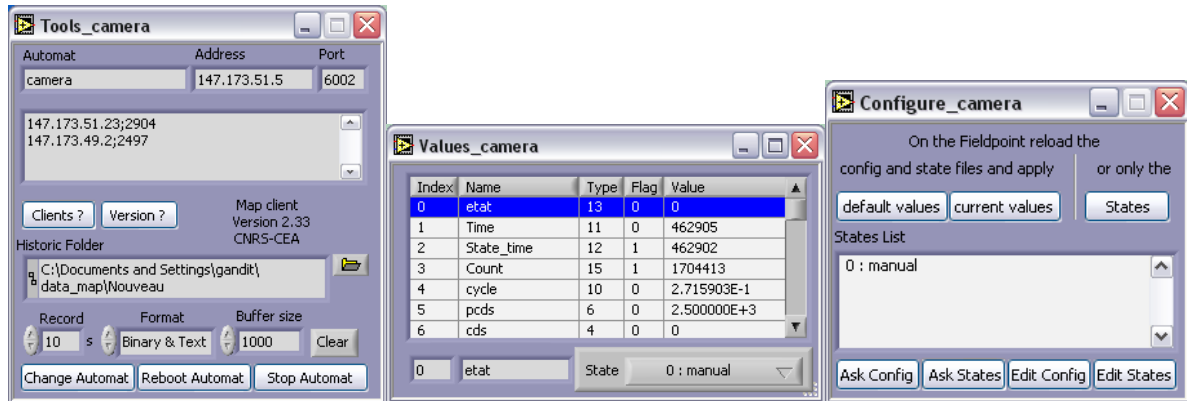 Tools_camera
Automat Address Port
camera 147.173.51.5 6002
147.173.51.23;2904
147.173.49.2;2497
Clients ? Version ?
Map client
Version 2.33
CNRS-CEA
Historic Folder
C:\Documents and Settings\gandit\
data_map\Nouveau
Record Format Buffer size
10 s Binary & Text 1000 Clear
Change Automat Reboot Automat Stop Automat
Values_camera
Index Name Type Flag Value
0 etat 13 0 0
1 Time 11 0 462905
2 State_time 12 1 462902
3 Count 15 1 1704413
4 cycle 10 0 2.715903E-1
5 pcds 6 0 2.500000E+3
6 cds 4 0 0
0 etat State 0 : manual
Configure_camera
On the Fieldpoint reload the
config and state files and apply or only the
default values current values States
States List
0 : manual
Ask Config Ask States Edit Config Edit States